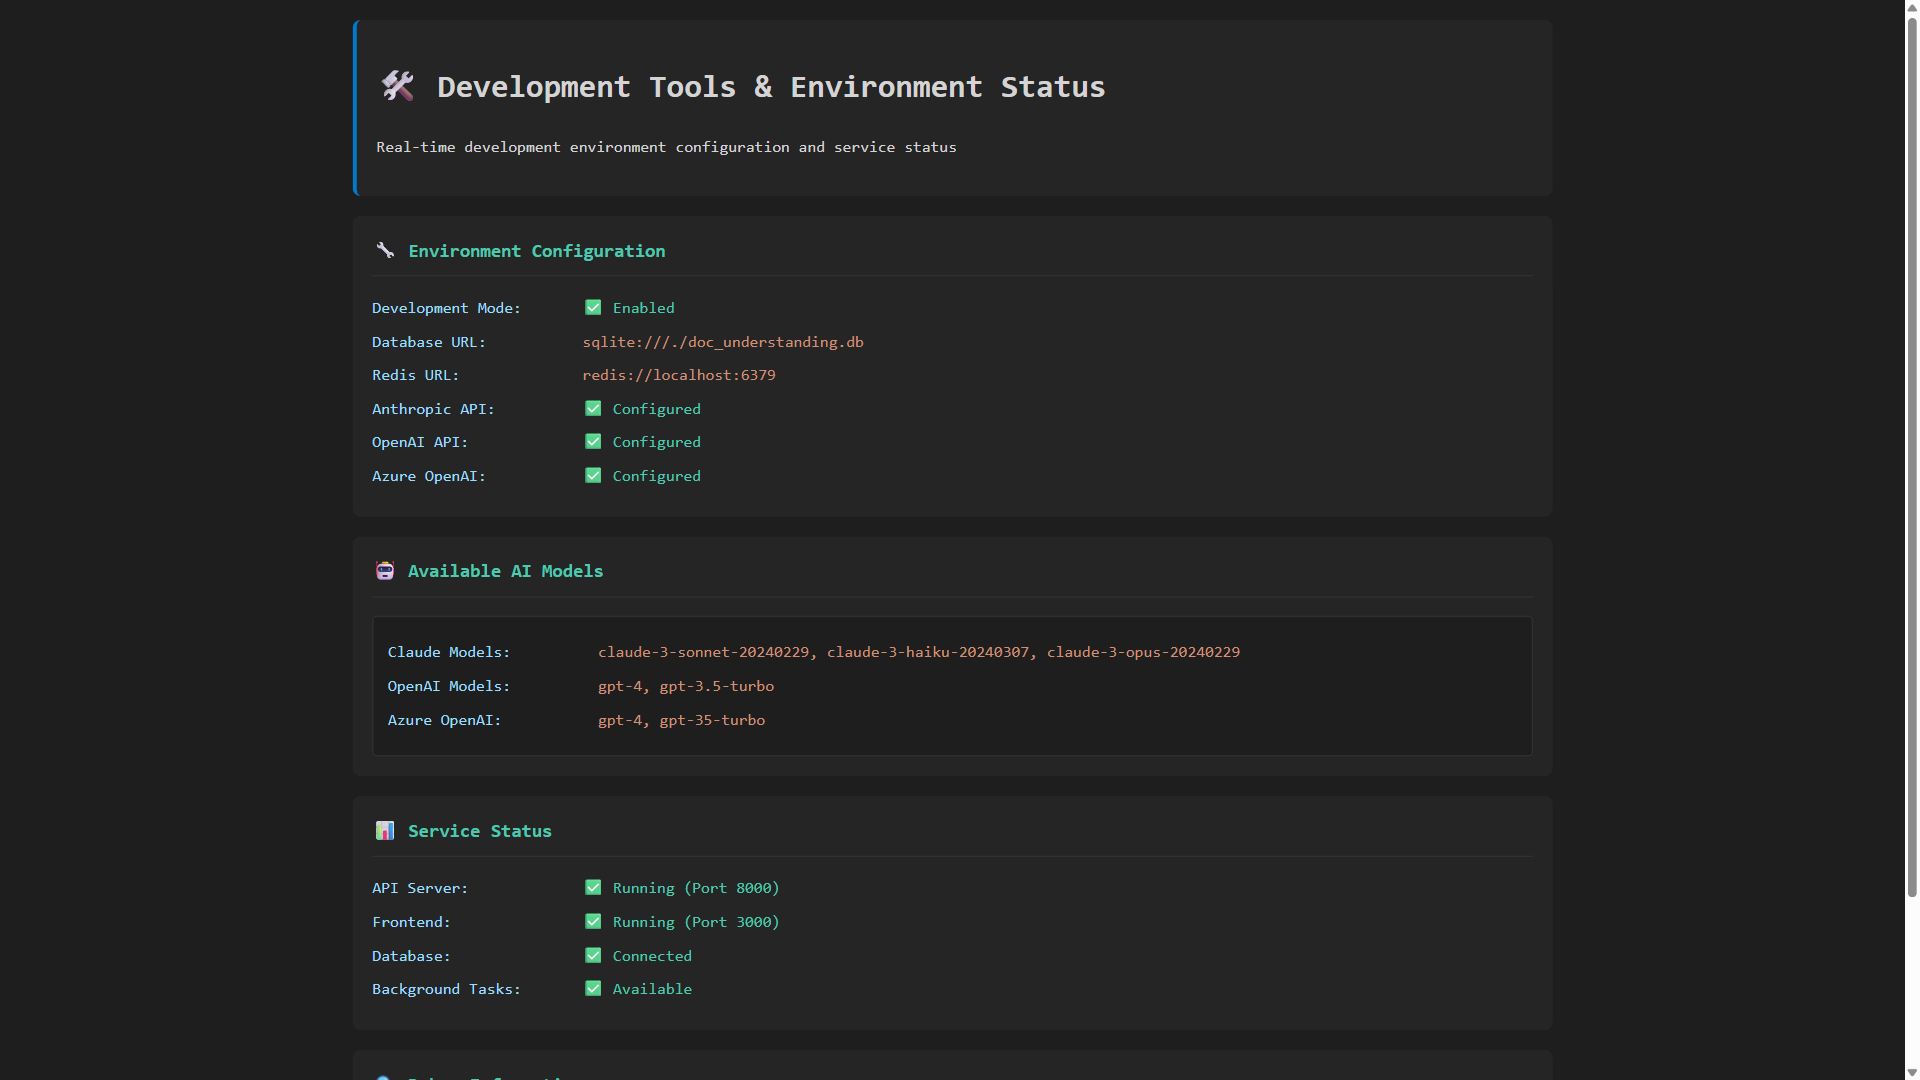 Development Tools & Environment Status
Real-time development environment configuration and service status
Environment Configuration
Development Mode: Enabled
Database URL: sqlite:///./doc_understanding.db
Redis URL: redis://localhost:6379
Anthropic API: Configured
OpenAI API: Configured
Azure OpenAI: Configured
Available AI Models
Claude Models: claude-3-sonnet-20240229, claude-3-haiku-20240307, claude-3-opus-20240229
OpenAI Models: gpt-4, gpt-3.5-turbo
Azure OpenAI: gpt-4, gpt-35-turbo
Service Status
API Server: Running (Port 8000)
Frontend: Running (Port 3000)
Database: Connected
Background Tasks: Available